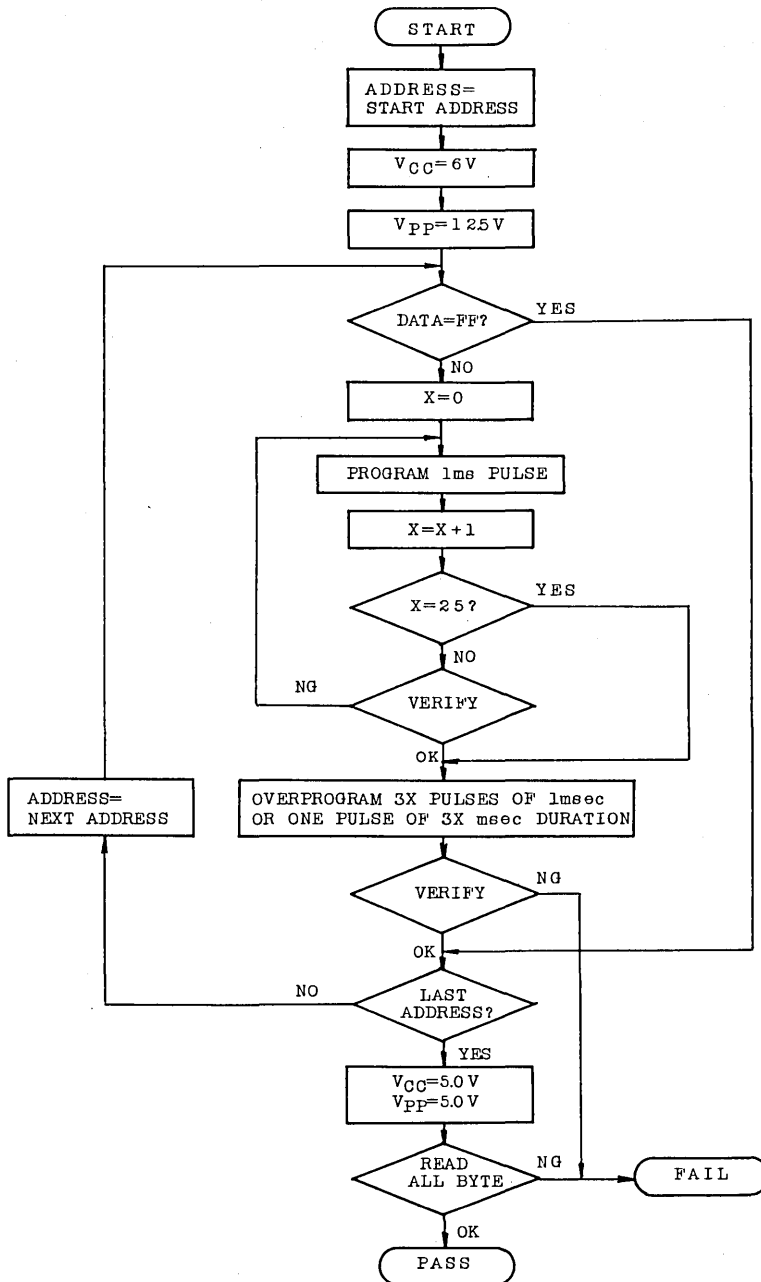 START
ADDRESS=
START ADDRESS
VCC=6V
VPP=12.5V
DATA=FF?
YES
NO
X=0
PROGRAM 1ms PULSE
X=X+1
X=25?
YES
NO
NG
VERIFY
OK
ADDRESS=
NEXT ADDRESS
OVERPROGRAM 3X PULSES OF 1msec
OR ONE PULSE OF 3X msec DURATION
VERIFY
NG
OK
NO
LAST
ADDRESS?
YES
VCC=5.0V
VPP=5.0V
READ
ALL BYTE
NG
FAIL
OK
PASS